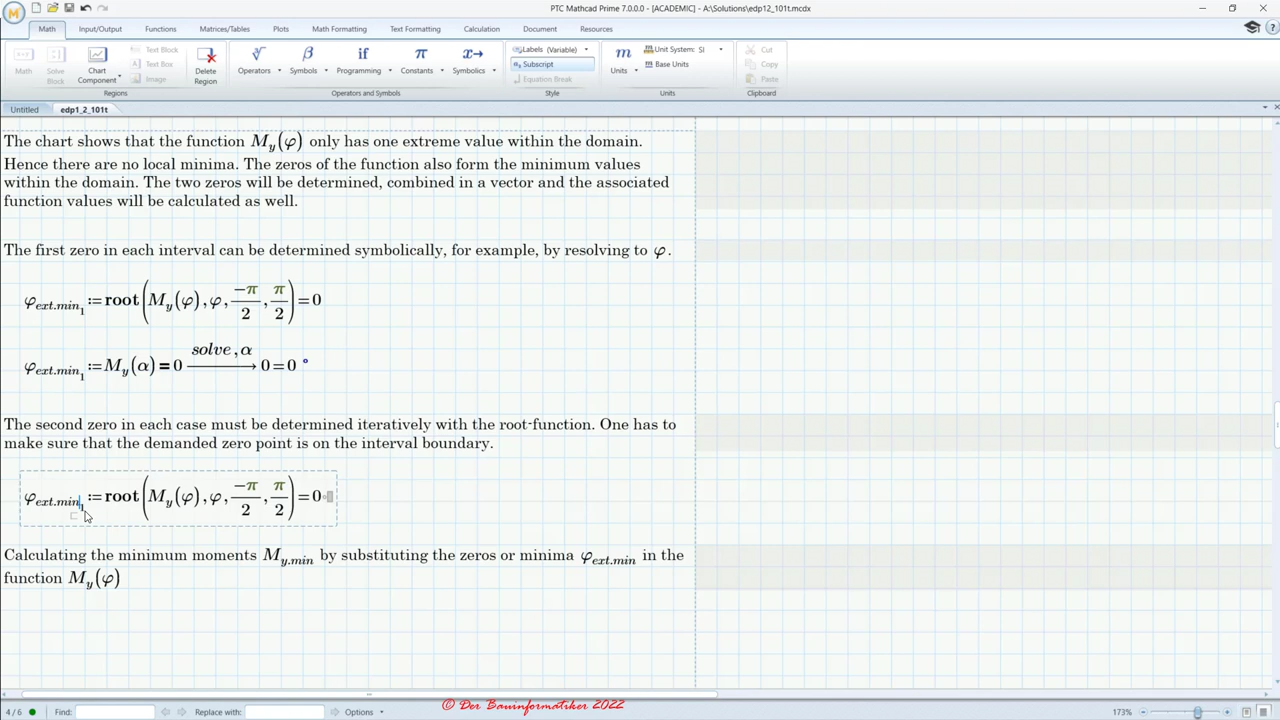 PTC Mathcad Prime 7.0.0.0 - [ACADEMIC] - A:\Solutions\edp12_101t.mcdx
Math Input/Output Functions Matrices/Tables Math Formatting Text Formatting Calculation Document Resources
Math Solve Block Chart Component Text Block Text Box Image Delete Region Operators Symbols Programming Constants Symbolics Labels (Variable) Subscript Equation Break Units Unit System: SI Base Units Cut Copy Paste
Regions Operators and Symbols Style Units Clipboard
Untitled edp1_2_101t
The chart shows that the function M_y(φ) only has one extreme value within the domain.
Hence there are no local minima. The zeros of the function also form the minimum values
within the domain. The two zeros will be determined, combined in a vector and the associated
function values will be calculated as well.
The first zero in each interval can be determined symbolically, for example, by resolving to φ.
φ_ext.min_1 := root(M_y(φ), φ, -π/2, π/2) = 0
φ_ext.min_1 := M_y(α) = 0 solve, α → 0 = 0 °
The second zero in each case must be determined iteratively with the root-function. One has to
make sure that the demanded zero point is on the interval boundary.
φ_ext.min_1 := root(M_y(φ), φ, -π/2, π/2) = 0
Calculating the minimum moments M_y.min by substituting the zeros or minima φ_ext.min in the
function M_y(φ)
© Der Bauinformatiker 2022
4 / 6 Find: Replace with: Options 173%